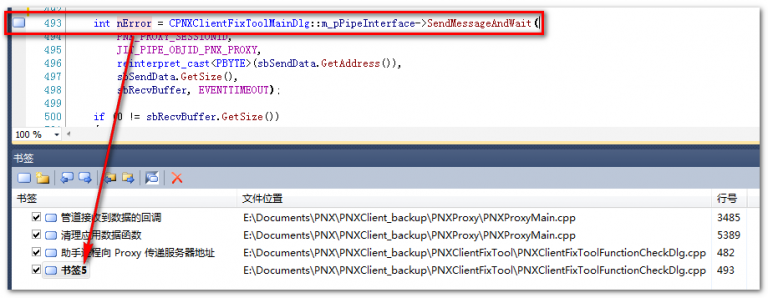 493 int nError = CPNXClientFixToolMainDlg::m_pPipeInterface->SendMessageAndWait(
494 PNX_PROXY_SESSIONID,
495 JIT_PIPE_OBJID_PNX_PROXY,
496 reinterpret_cast<PBYTE>(sbSendData.GetAddress()),
497 sbSendData.GetSize(),
498 sbRecvBuffer, EVENTTIMEOUT);
499
500 if (0 != sbRecvBuffer.GetSize())
100 %
书签
书签 文件位置 行号
管道接收到数据的回调 E:\Documents\PNX\PNXClient_backup\PNXProxy\PNXProxyMain.cpp 3485
清理应用数据函数 E:\Documents\PNX\PNXClient_backup\PNXProxy\PNXProxyMain.cpp 5389
助手进程向 Proxy 传递服务器地址 E:\Documents\PNX\PNXClient_backup\PNXClientFixTool\PNXClientFixToolFunctionCheckDlg.cpp 482
书签5 E:\Documents\PNX\PNXClient_backup\PNXClientFixTool\PNXClientFixToolFunctionCheckDlg.cpp 493